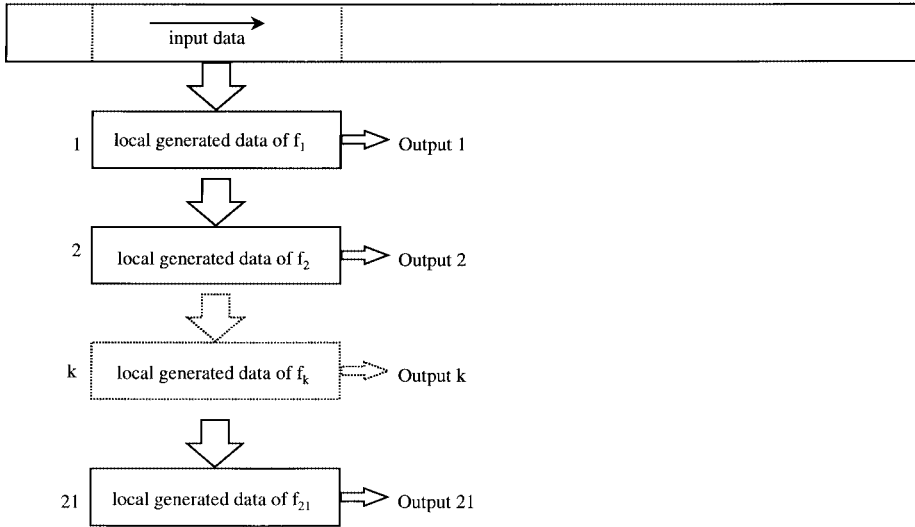 input data
1 local generated data of f₁ Output 1
2 local generated data of f₂ Output 2
k local generated data of fₖ Output k
21 local generated data of f₂₁ Output 21